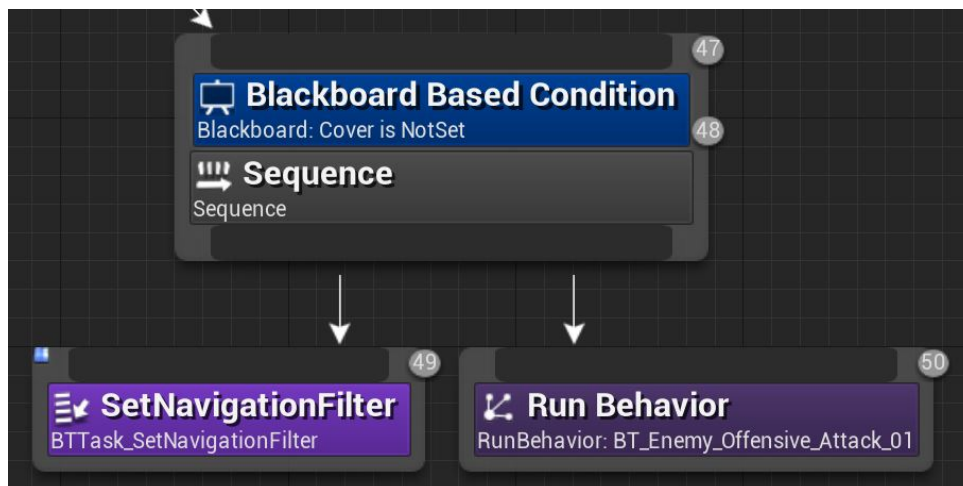 47
Blackboard Based Condition
Blackboard: Cover is NotSet
48
Sequence
Sequence
49
SetNavigationFilter
BTTask_SetNavigationFilter
50
Run Behavior
RunBehavior: BT_Enemy_Offensive_Attack_01